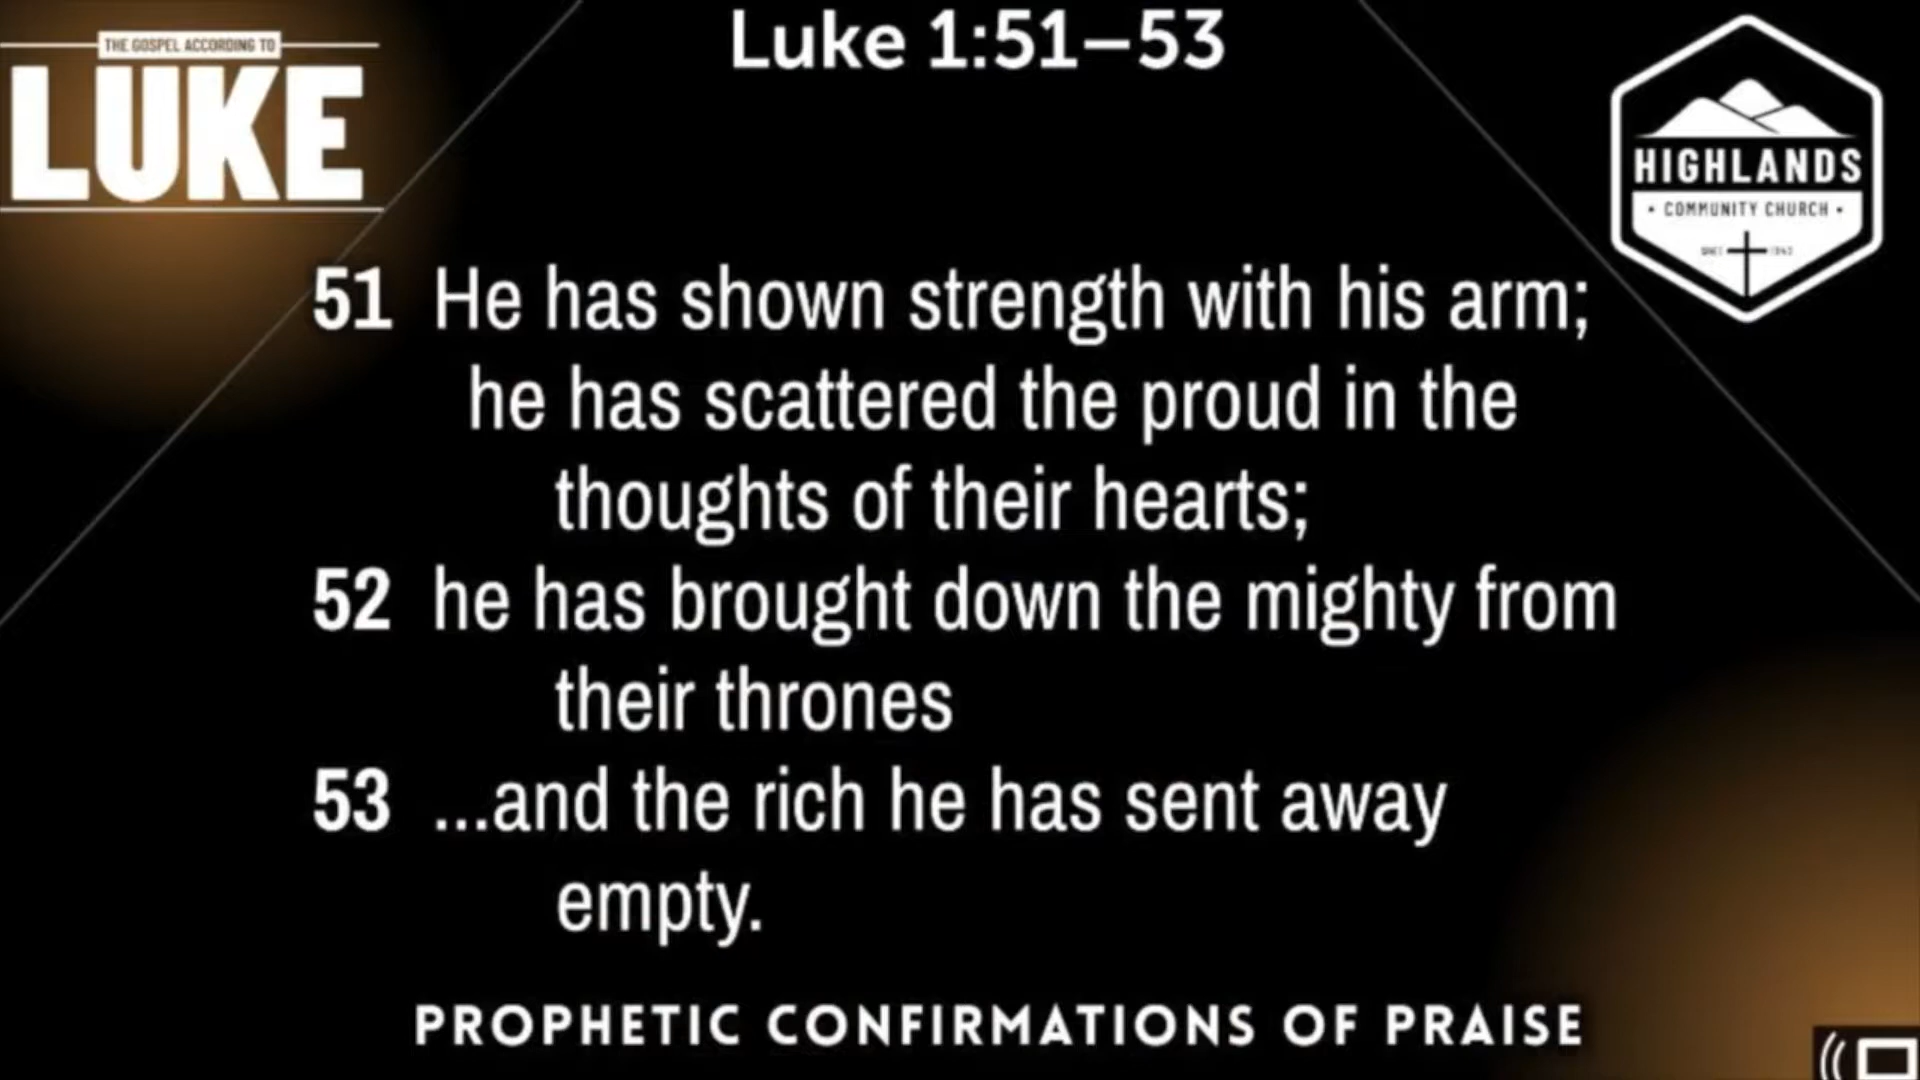 THE GOSPEL ACCORDING TO
LUKE
Luke 1:51–53
HIGHLANDS
• COMMUNITY CHURCH •
51 He has shown strength with his arm;
he has scattered the proud in the
thoughts of their hearts;
52 he has brought down the mighty from
their thrones
53 ...and the rich he has sent away
empty.
PROPHETIC CONFIRMATIONS OF PRAISE